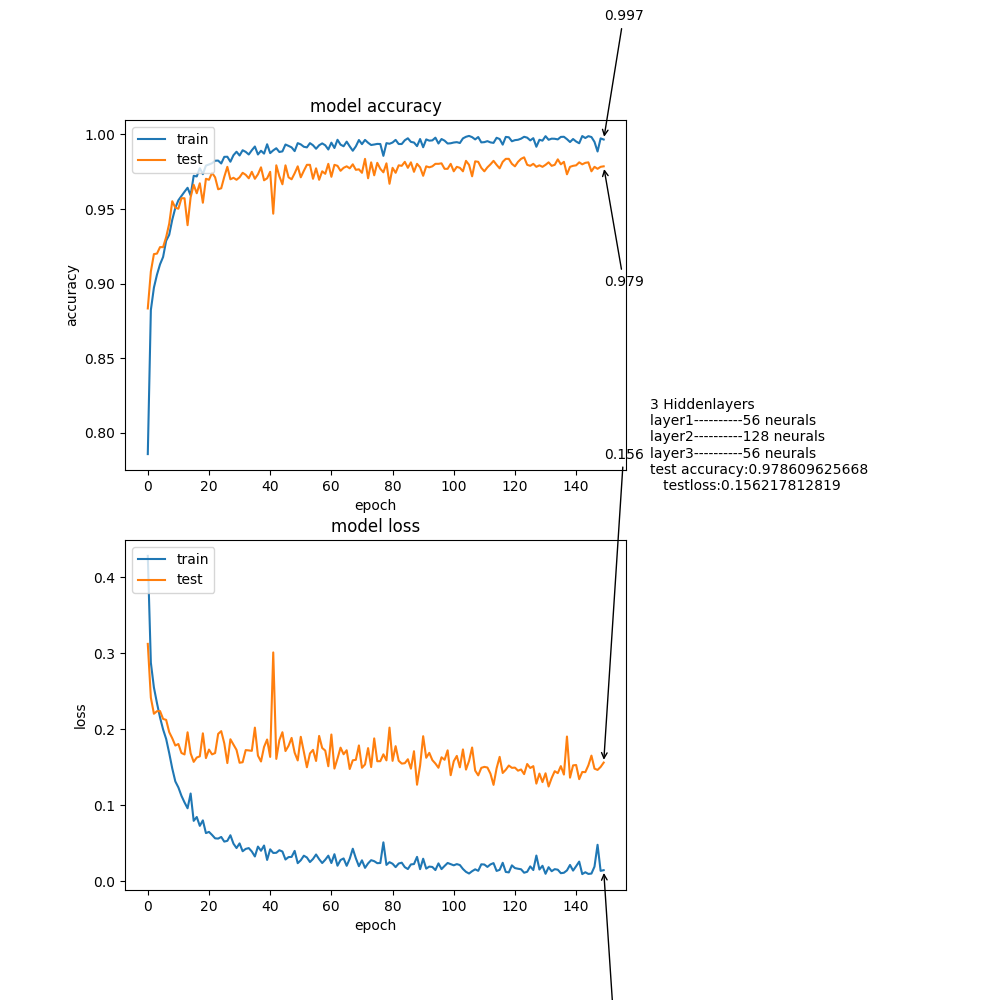 0.997
model accuracy
train
test
1.00
0.95
0.90
0.85
0.80
accuracy
0.979
0 20 40 60 80 100 120 140
epoch
3 Hiddenlayers
layer1----------56 neurals
layer2----------128 neurals
layer3----------56 neurals
test accuracy:0.978609625668
testloss:0.156217812819
0.156
model loss
train
test
0.4
0.3
0.2
0.1
0.0
loss
0 20 40 60 80 100 120 140
epoch